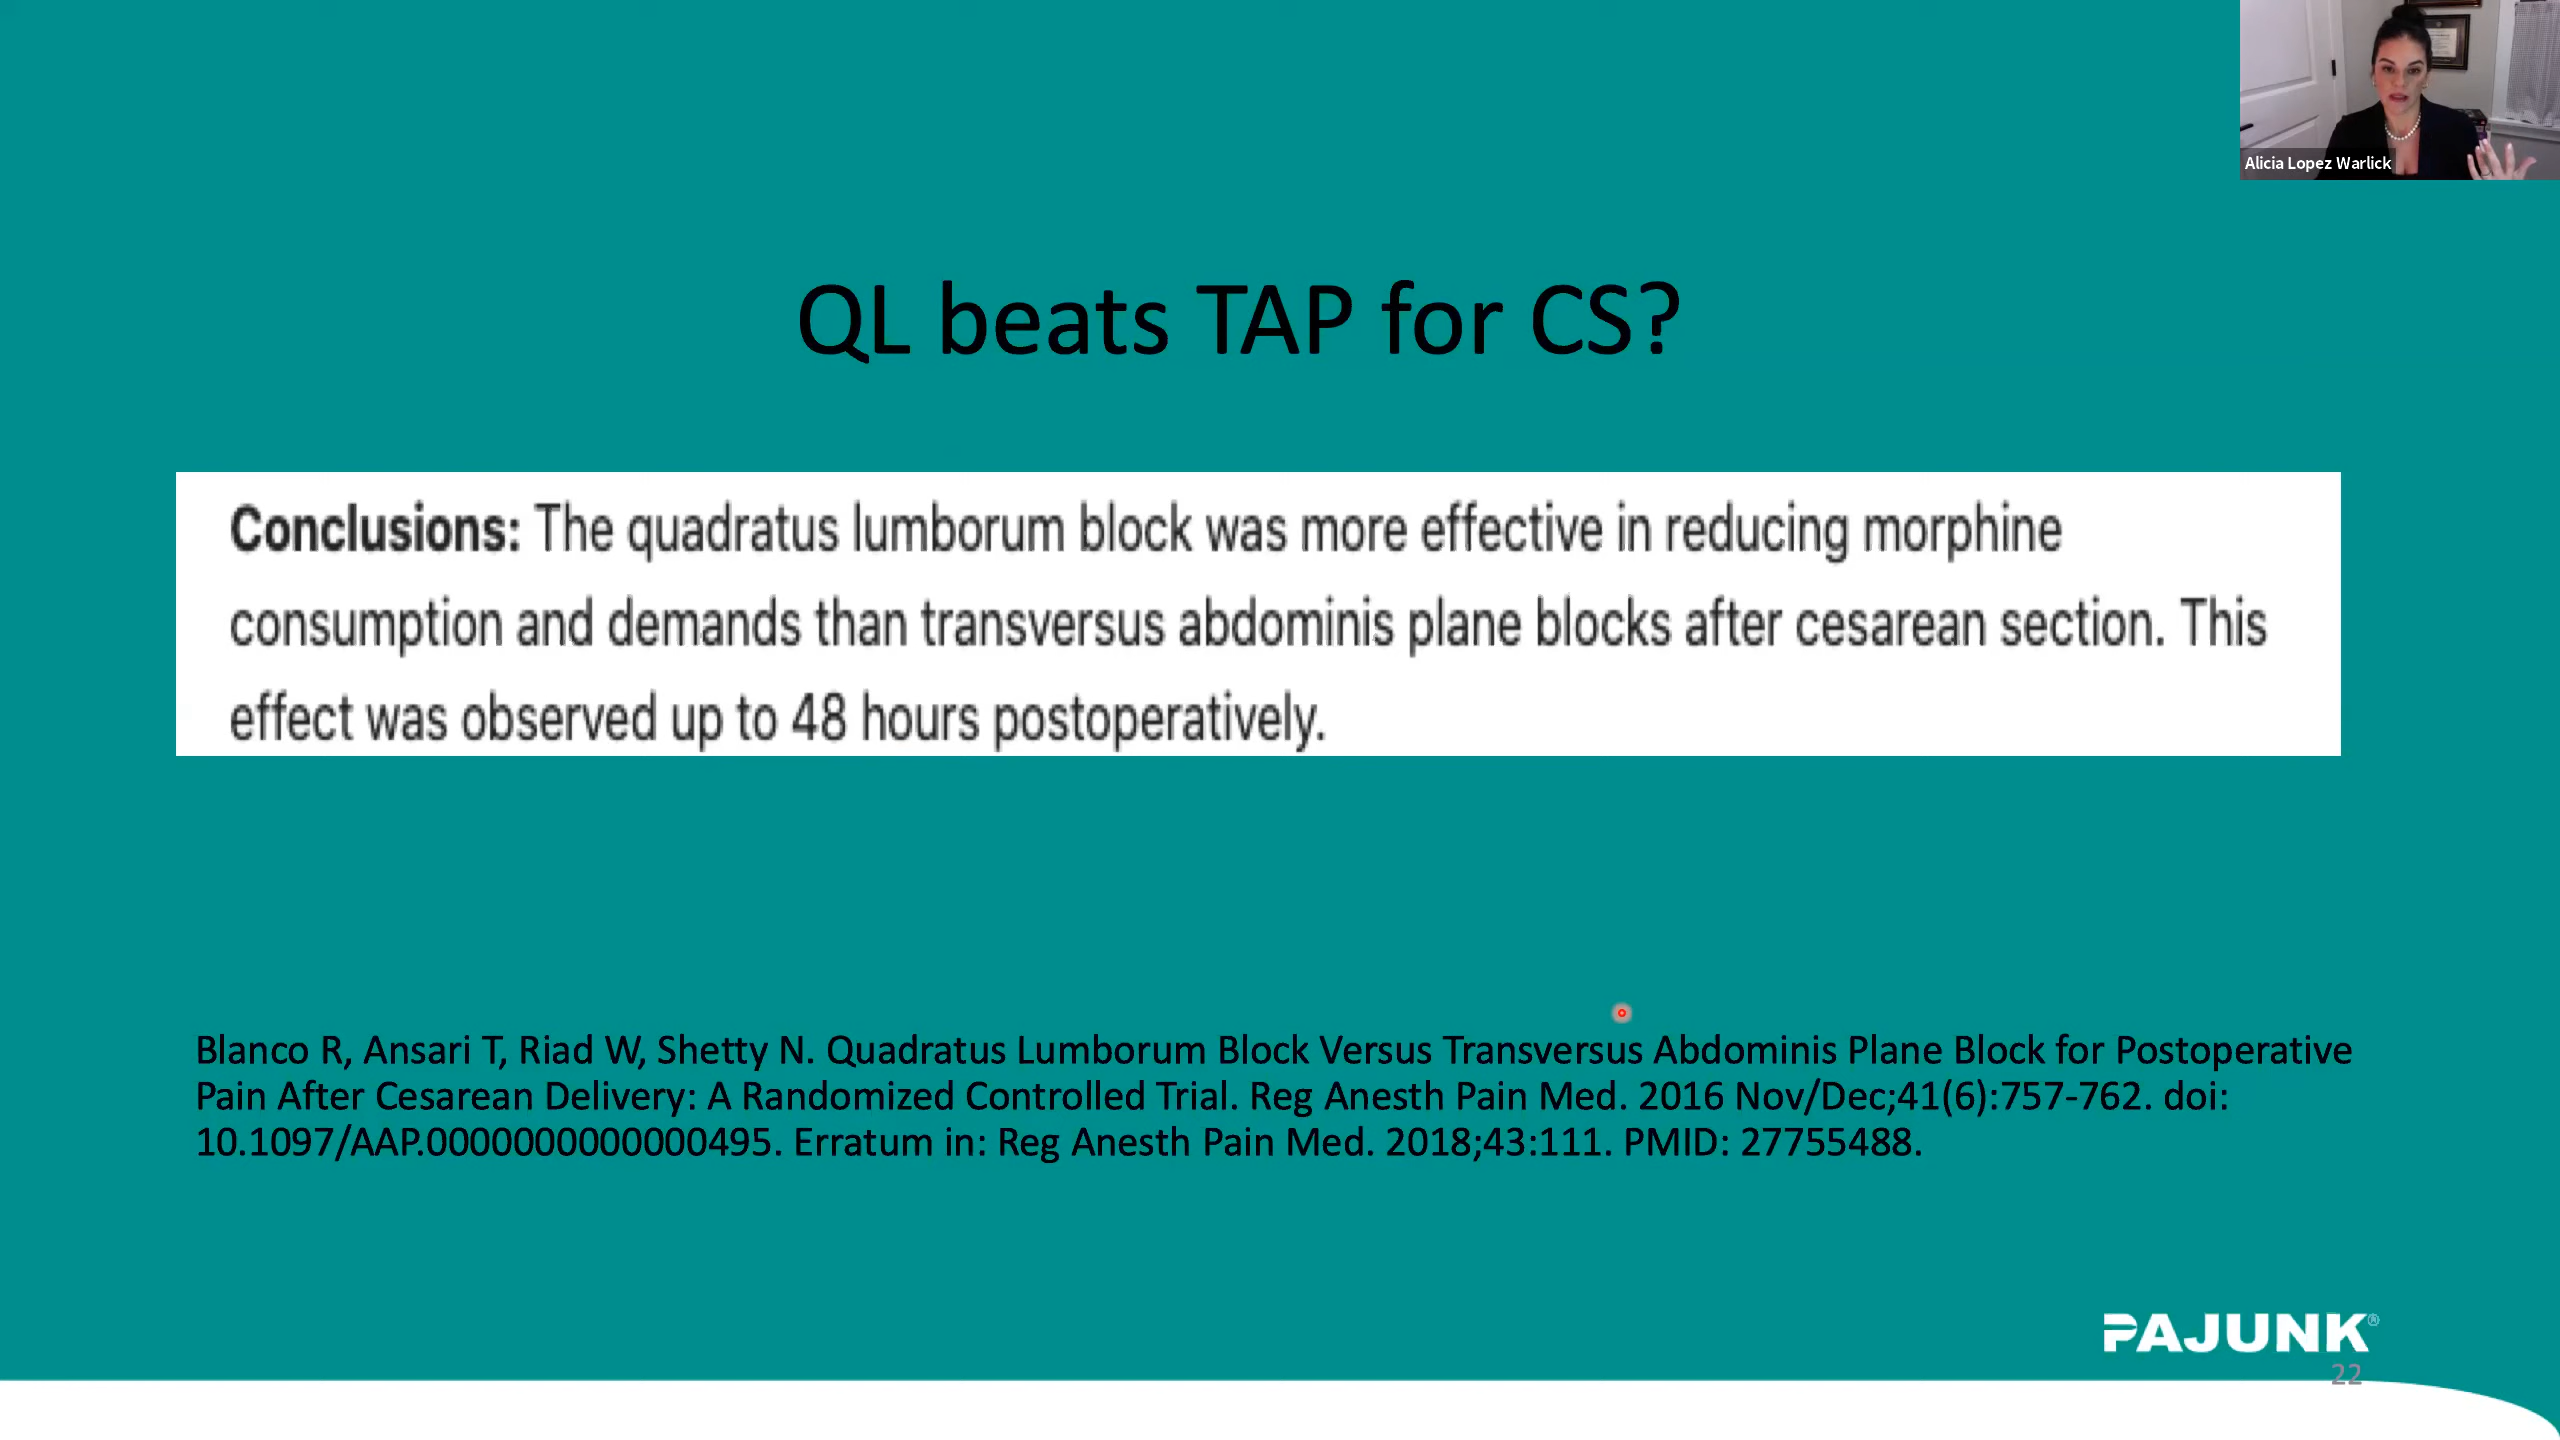 Alicia Lopez Warlick
QL beats TAP for CS?
Conclusions: The quadratus lumborum block was more effective in reducing morphine
consumption and demands than transversus abdominis plane blocks after cesarean section. This
effect was observed up to 48 hours postoperatively.
Blanco R, Ansari T, Riad W, Shetty N. Quadratus Lumborum Block Versus Transversus Abdominis Plane Block for Postoperative
Pain After Cesarean Delivery: A Randomized Controlled Trial. Reg Anesth Pain Med. 2016 Nov/Dec;41(6):757-762. doi:
10.1097/AAP.0000000000000495. Erratum in: Reg Anesth Pain Med. 2018;43:111. PMID: 27755488.
PAJUNK®
22